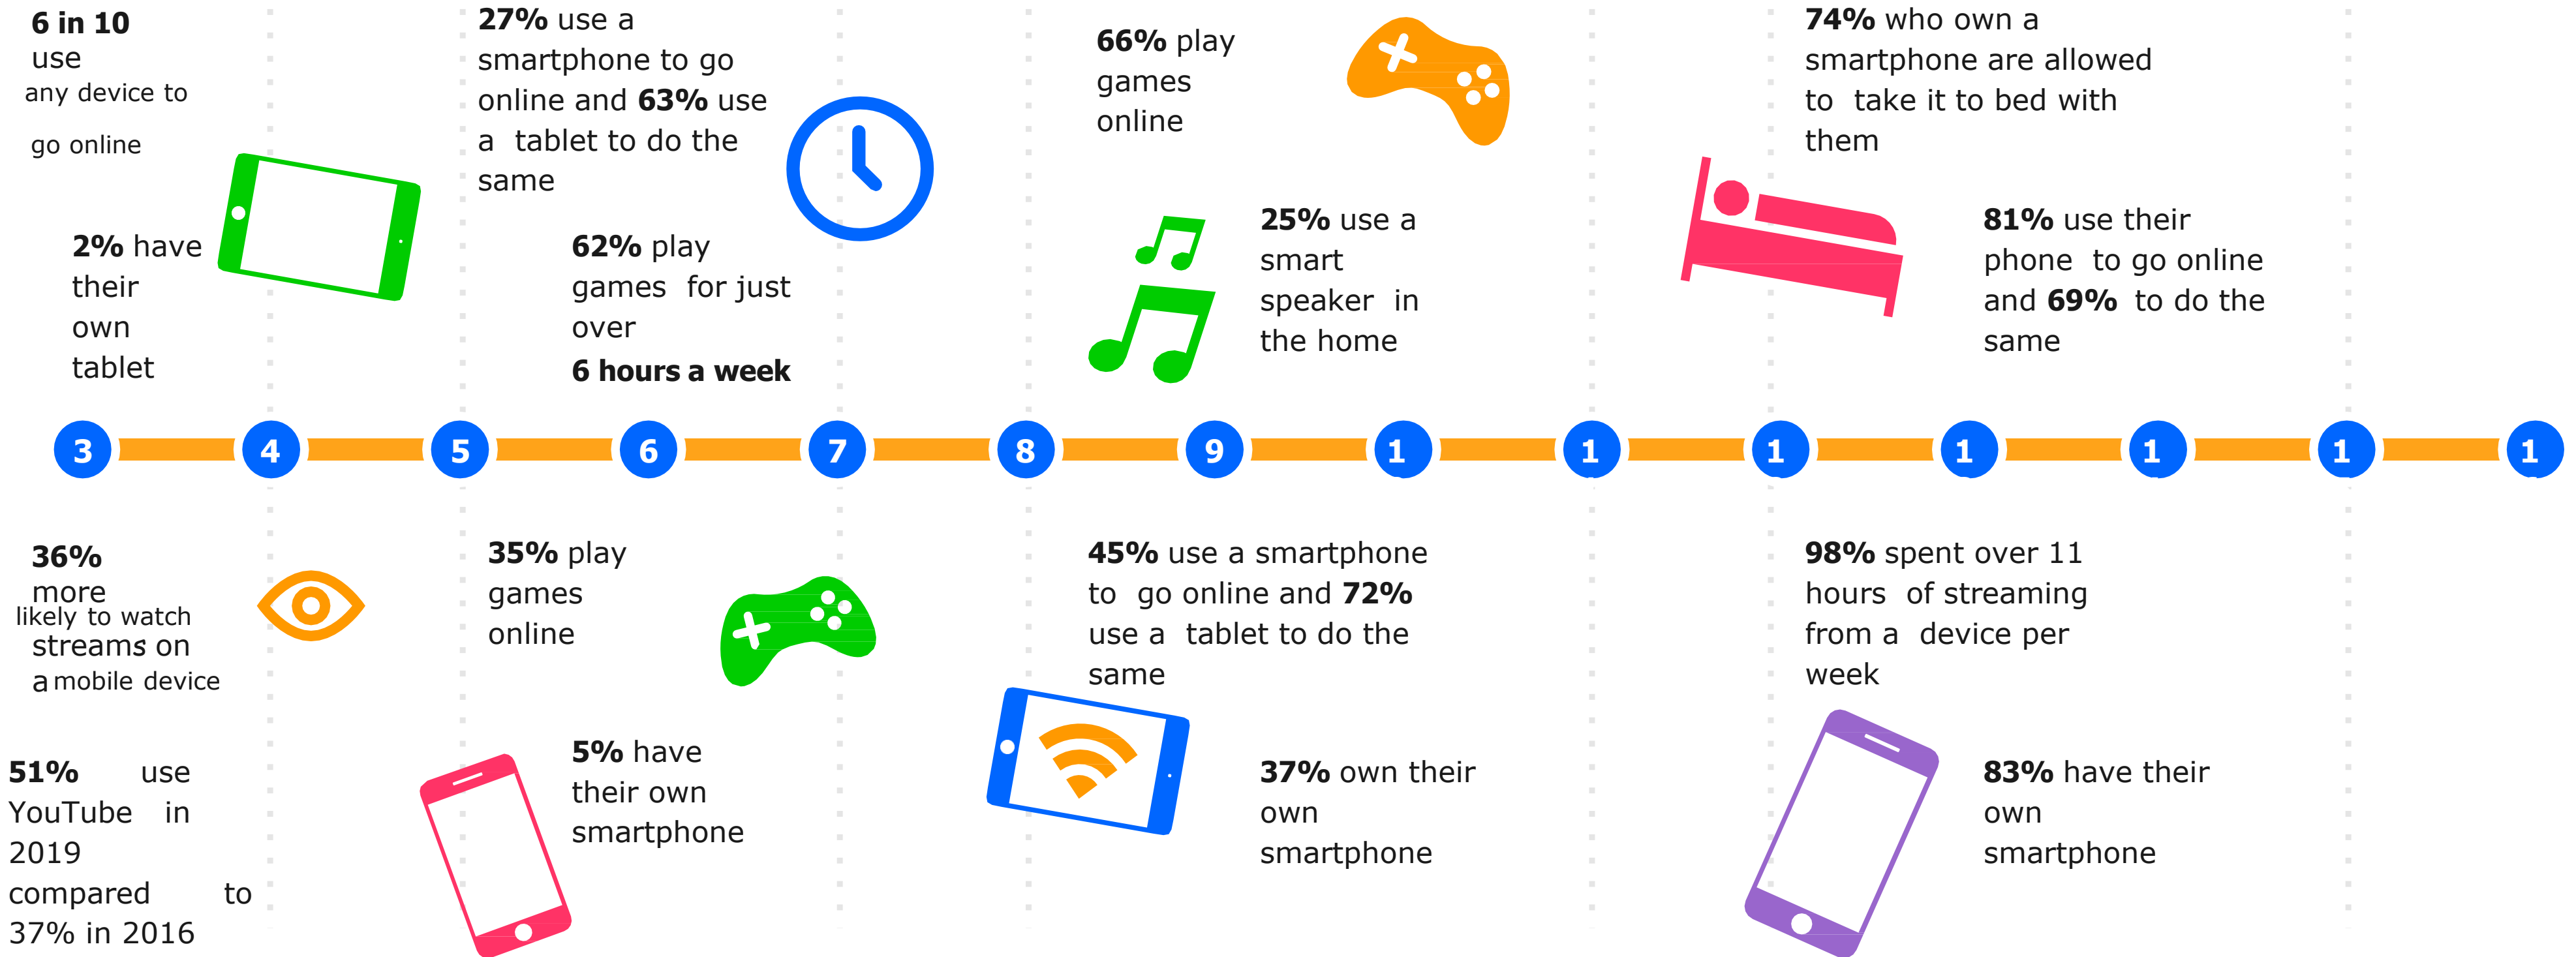 6 in 10
use
any device to
go online
2% have
their
own
tablet
27% use a
smartphone to go
online and 63% use
a tablet to do the
same
62% play
games for just
over
6 hours a week
66% play
games
online
25% use a
smart
speaker in
the home
74% who own a
smartphone are allowed
to take it to bed with
them
81% use their
phone to go online
and 69% to do the
same
3 4 5 6 7 8 9 1 1 1 1 1 1 1
36%
more
likely to watch
streams on
a mobile device
51% use
YouTube in
2019
compared to
37% in 2016
35% play
games
online
5% have
their own
smartphone
45% use a smartphone
to go online and 72%
use a tablet to do the
same
37% own their
own
smartphone
98% spent over 11
hours of streaming
from a device per
week
83% have their
own
smartphone